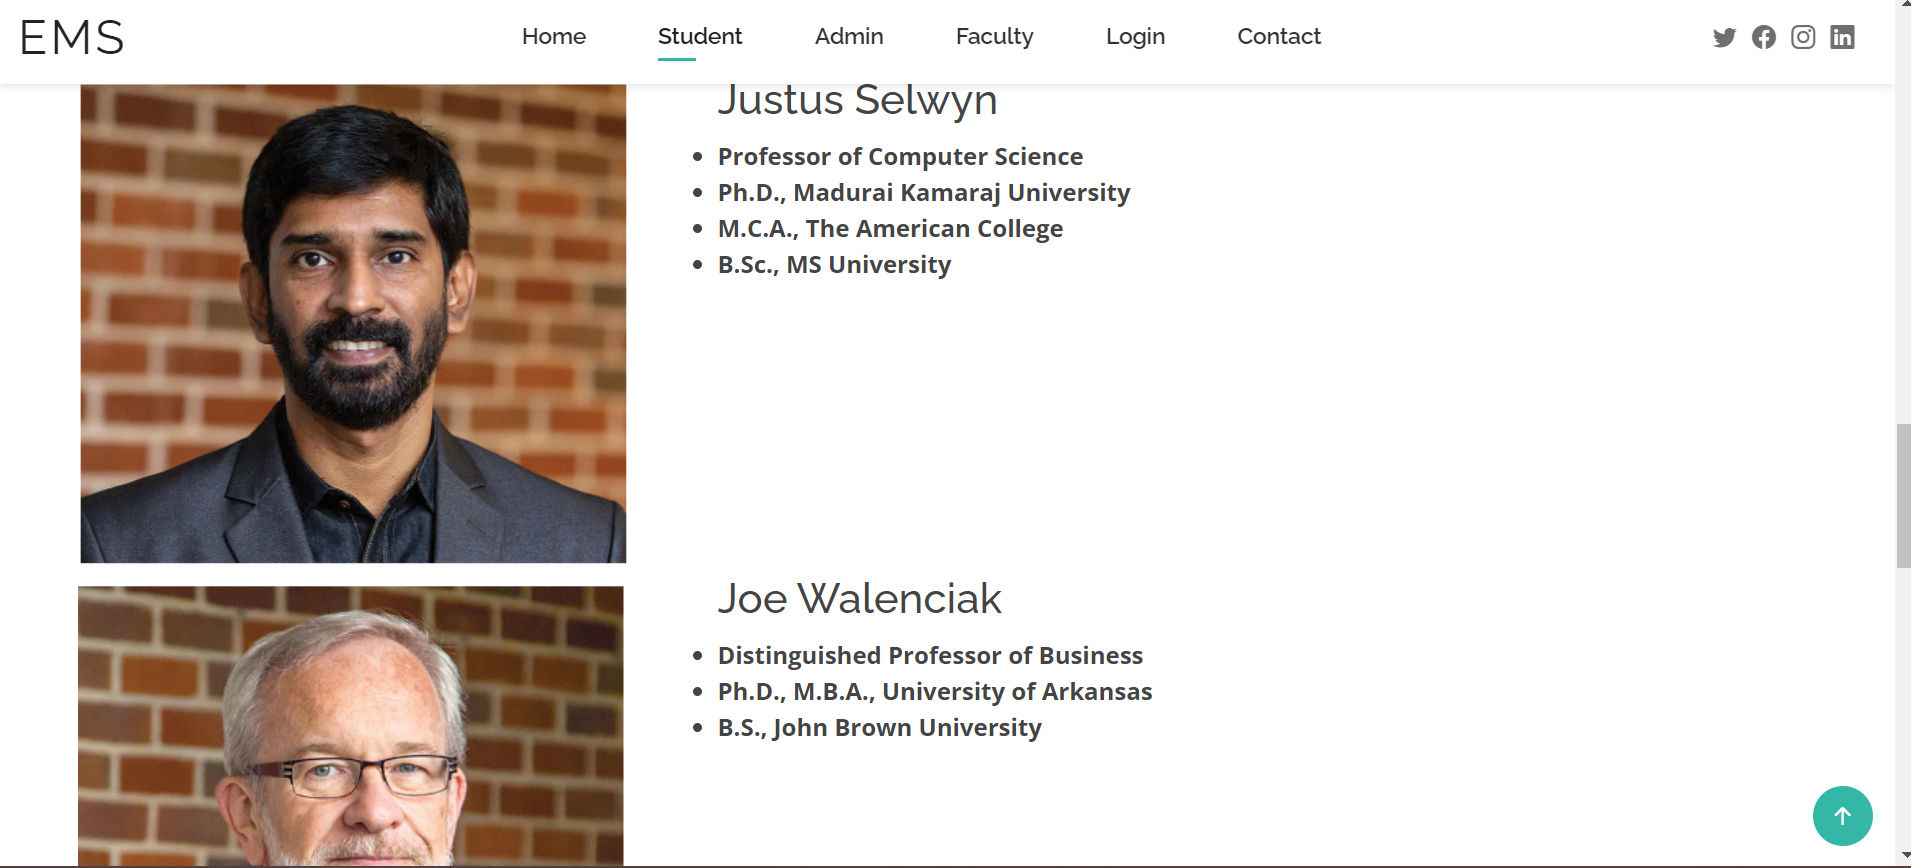 EMS
Home Student Admin Faculty Login Contact
Justus Selwyn
Professor of Computer Science
Ph.D., Madurai Kamaraj University
M.C.A., The American College
B.Sc., MS University
Joe Walenciak
Distinguished Professor of Business
Ph.D., M.B.A., University of Arkansas
B.S., John Brown University